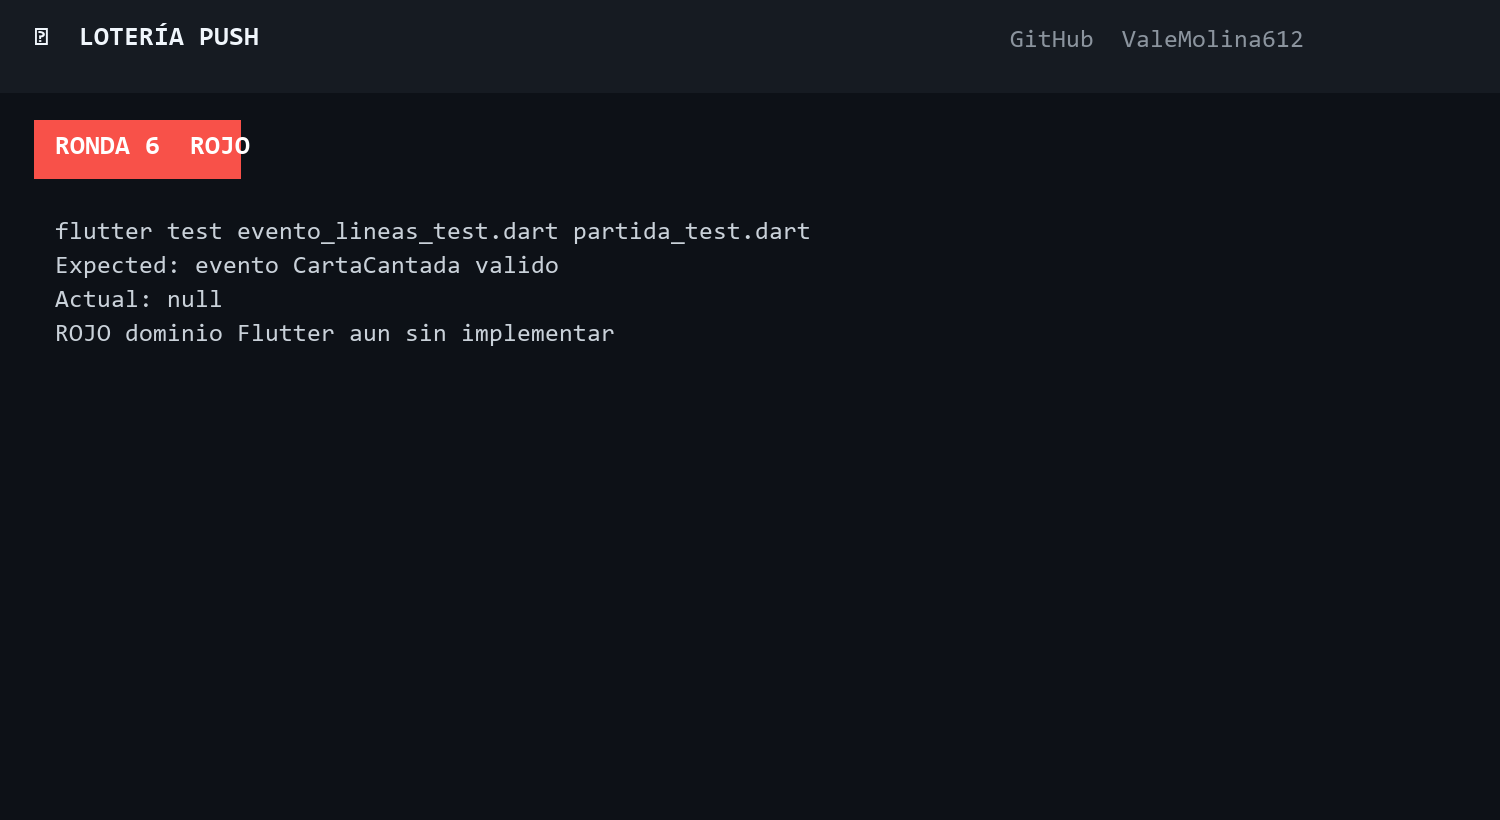 LOTERÍA PUSH
GitHub  ValeMolina612
RONDA 6  ROJO
flutter test evento_lineas_test.dart partida_test.dart
Expected: evento CartaCantada valido
Actual: null
ROJO dominio Flutter aun sin implementar